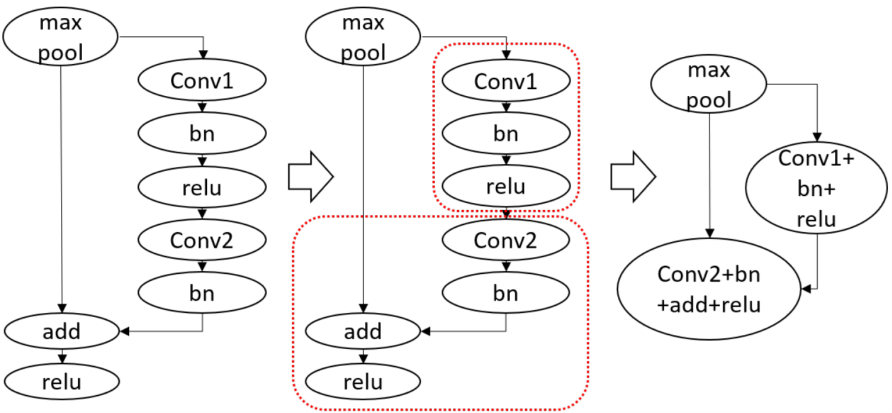 max
pool
Conv1
bn
relu
Conv2
bn
add
relu
max
pool
Conv1
bn
relu
Conv2
bn
add
relu
max
pool
Conv1+
bn+
relu
Conv2+bn
+add+relu